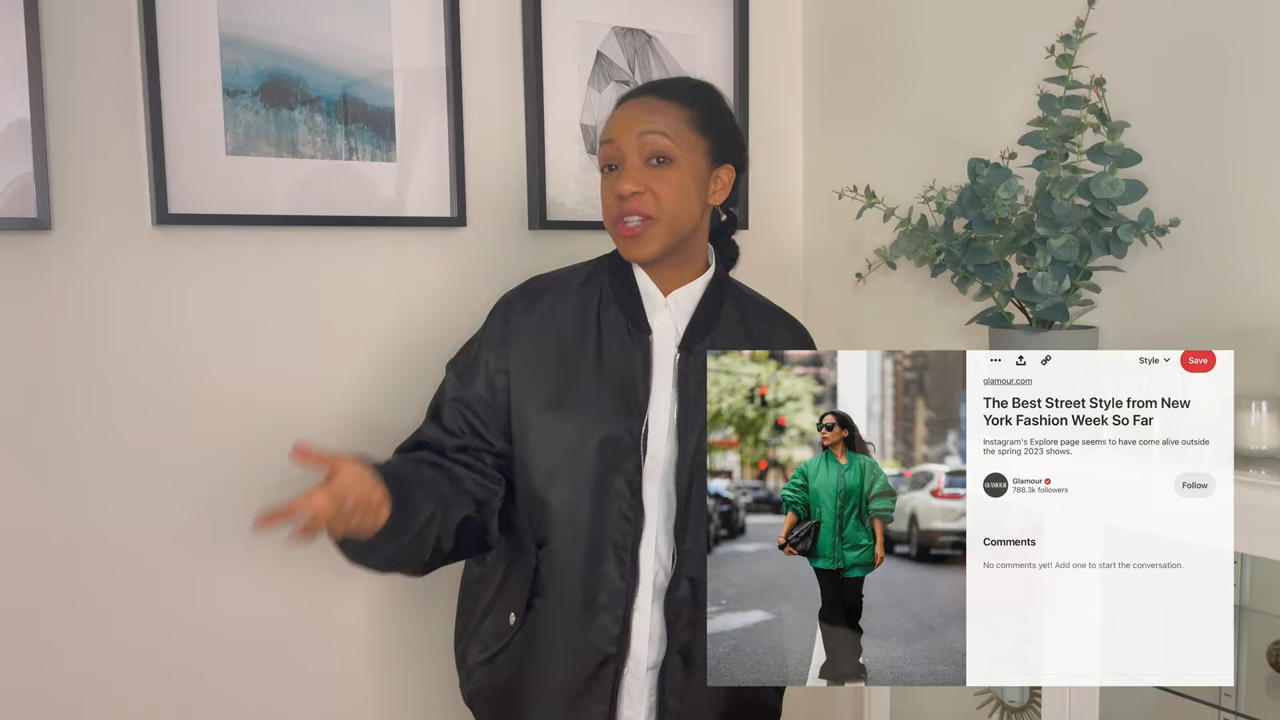 Style
Save
glamour.com
The Best Street Style from New
York Fashion Week So Far
Instagram's Explore page seems to have come alive outside
the spring 2023 shows.
GLAMOUR
Glamour
788.3k followers
Follow
Comments
No comments yet! Add one to start the conversation.